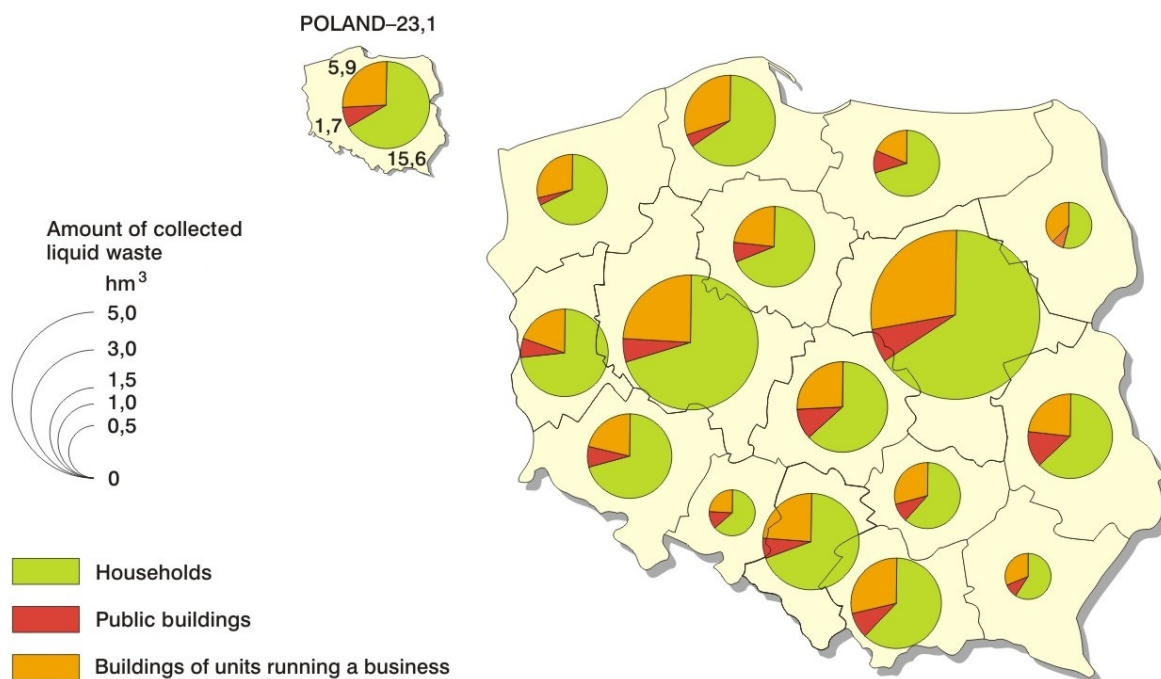 POLAND–23,1
5,9
1,7
15,6
Amount of collected
liquid waste
hm³
5,0
3,0
1,5
1,0
0,5
0
Households
Public buildings
Buildings of units running a business